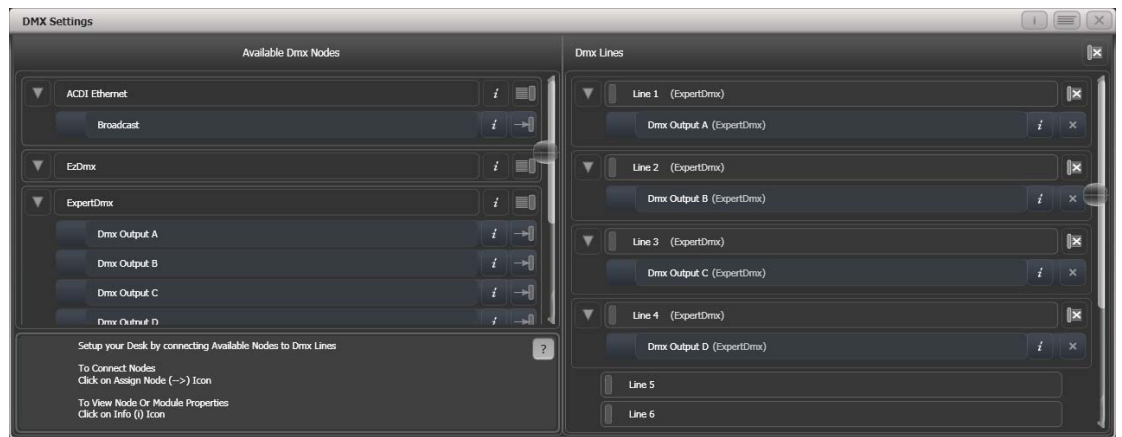 DMX Settings
i
Available Dmx Nodes
ACDI Ethernet
i
Broadcast
i
EzDmx
i
ExpertDmx
i
Dmx Output A
i
Dmx Output B
i
Dmx Output C
i
Dmx Output D
i
Setup your Desk by connecting Available Nodes to Dmx Lines
?
To Connect Nodes
Click on Assign Node (-->) Icon
To View Node Or Module Properties
Click on Info (i) Icon
Dmx Lines
Line 1 (ExpertDmx)
Dmx Output A (ExpertDmx)
i
Line 2 (ExpertDmx)
Dmx Output B (ExpertDmx)
i
Line 3 (ExpertDmx)
Dmx Output C (ExpertDmx)
i
Line 4 (ExpertDmx)
Dmx Output D (ExpertDmx)
i
Line 5
Line 6